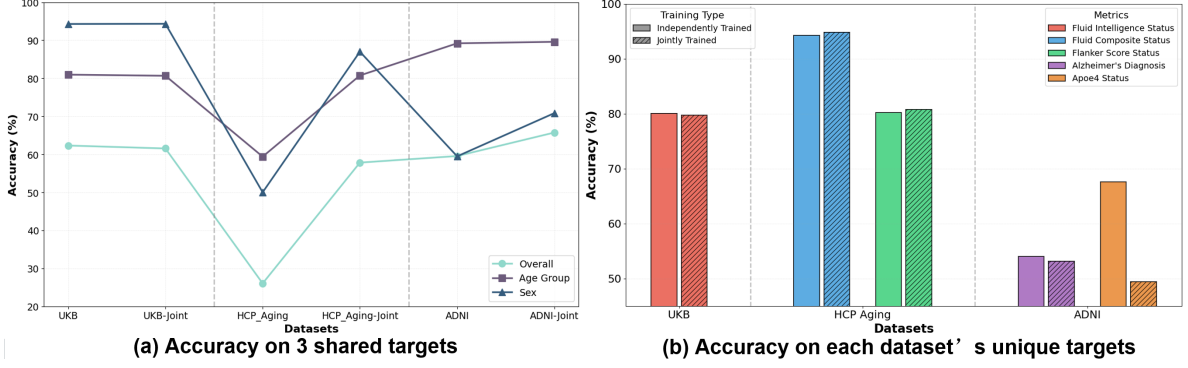 100
90
80
70
60
50
40
30
20
Accuracy (%)
Overall
Age Group
Sex
UKB
UKB-Joint
HCP_Aging
HCP_Aging-Joint
ADNI
ADNI-Joint
Datasets
(a) Accuracy on 3 shared targets
100
90
80
70
60
50
Accuracy (%)
Training Type
Independently Trained
Jointly Trained
Metrics
Fluid Intelligence Status
Fluid Composite Status
Flanker Score Status
Alzheimer's Diagnosis
Apoe4 Status
UKB
HCP Aging
ADNI
Datasets
(b) Accuracy on each dataset’s unique targets